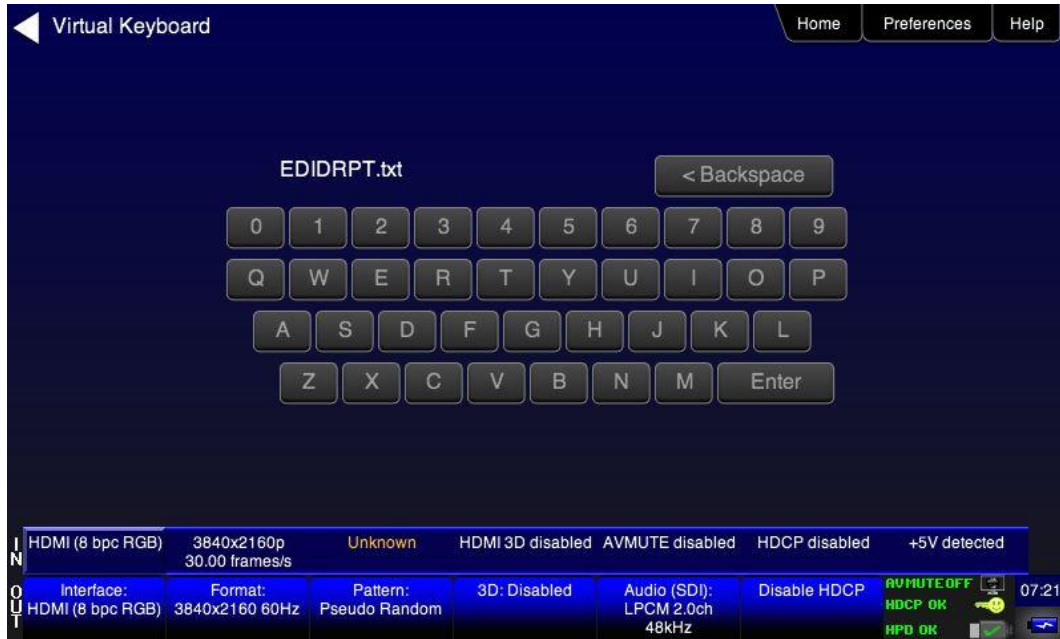 Virtual Keyboard
Home
Preferences
Help
EDIDRPT.txt
< Backspace
0 1 2 3 4 5 6 7 8 9
Q W E R T Y U I O P
A S D F G H J K L
Z X C V B N M Enter
IN
HDMI (8 bpc RGB)
3840x2160p
30.00 frames/s
Unknown
HDMI 3D disabled
AVMUTE disabled
HDCP disabled
+5V detected
OUT
Interface:
HDMI (8 bpc RGB)
Format:
3840x2160 60Hz
Pattern:
Pseudo Random
3D: Disabled
Audio (SDI):
LPCM 2.0ch
48kHz
Disable HDCP
AVMUTEOFF
HDCP OK
HPD OK
07:21